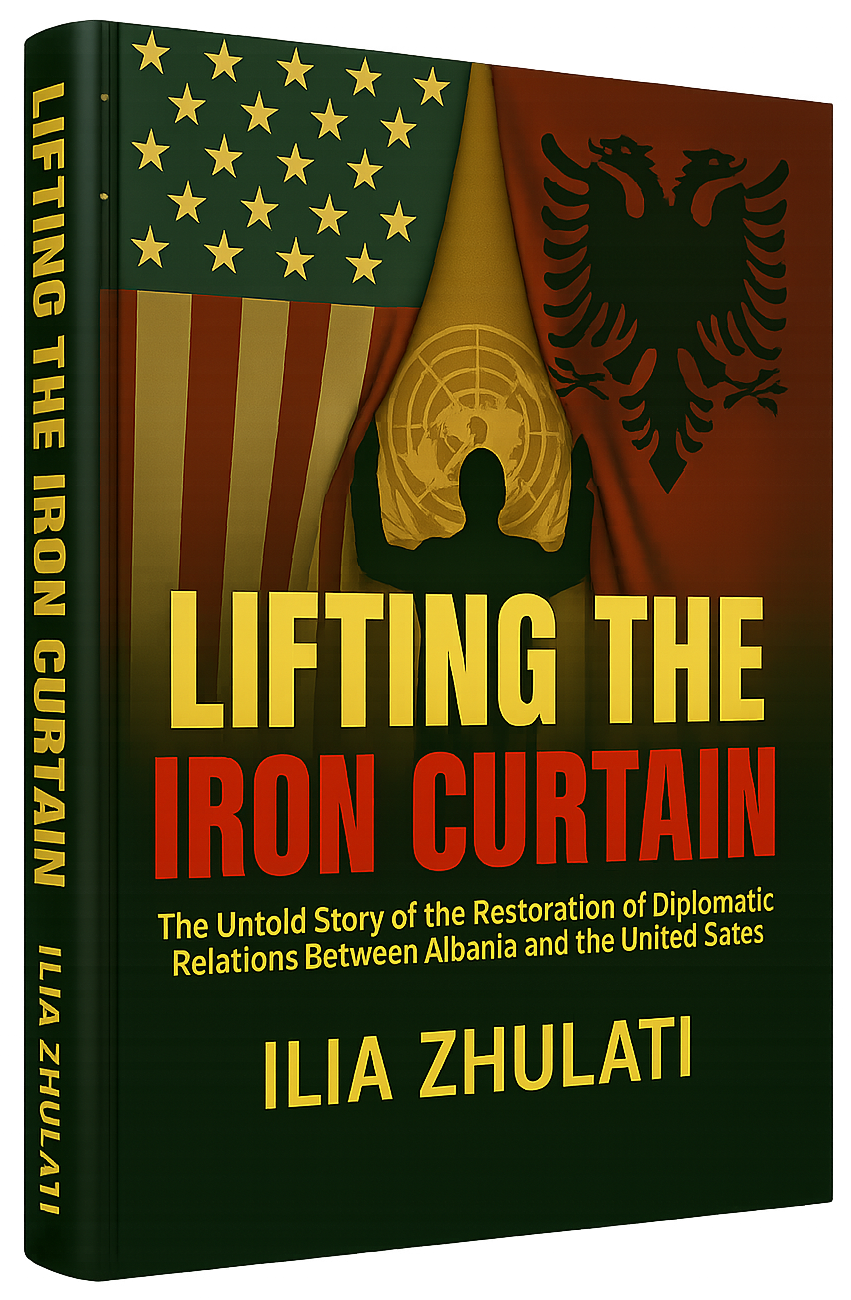 LIFTING THE IRON CURTAIN ILIA ZHULATI
LIFTING THE
IRON CURTAIN
The Untold Story of the Restoration of Diplomatic
Relations Between Albania and the United Sates
ILIA ZHULATI